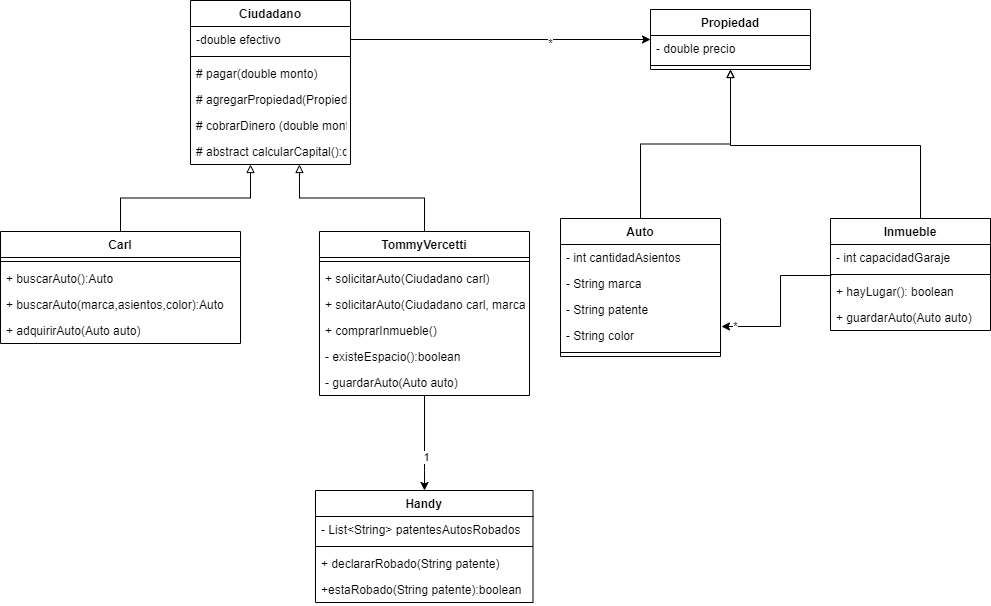 Ciudadano
-double efectivo
# pagar(double monto)
# agregarPropiedad(Propied
# cobrarDinero (double mon
# abstract calcularCapital():
*
Propiedad
- double precio
Carl
+ buscarAuto():Auto
+ buscarAuto(marca,asientos,color):Auto
+ adquirirAuto(Auto auto)
TommyVercetti
+ solicitarAuto(Ciudadano carl)
+ solicitarAuto(Ciudadano carl, marca
+ comprarInmueble()
- existeEspacio():boolean
- guardarAuto(Auto auto)
Auto
- int cantidadAsientos
- String marca
- String patente
- String color
*
Inmueble
- int capacidadGaraje
+ hayLugar(): boolean
+ guardarAuto(Auto auto)
1
Handy
- List<String> patentesAutosRobados
+ declararRobado(String patente)
+estaRobado(String patente):boolean